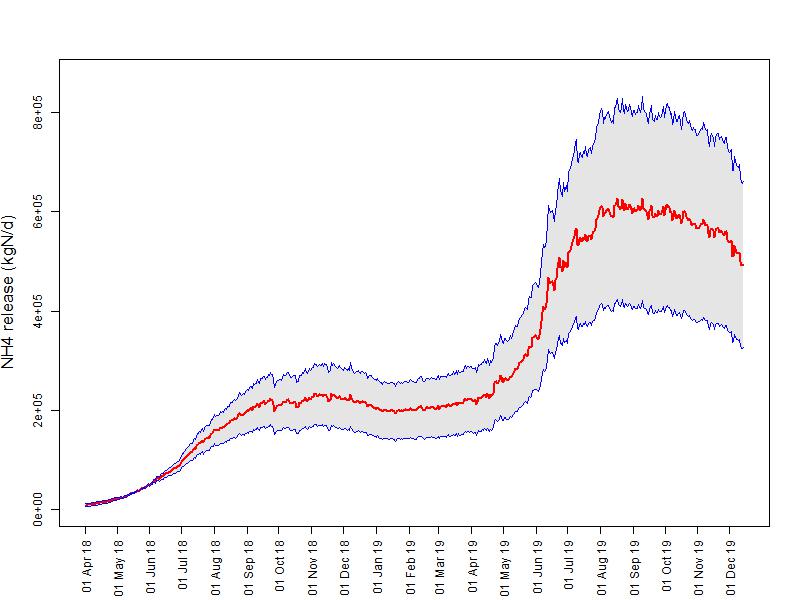 NH4 release (kgN/d)
8e+05
6e+05
4e+05
2e+05
0e+00
01 Apr 18
01 May 18
01 Jun 18
01 Jul 18
01 Aug 18
01 Sep 18
01 Oct 18
01 Nov 18
01 Dec 18
01 Jan 19
01 Feb 19
01 Mar 19
01 Apr 19
01 May 19
01 Jun 19
01 Jul 19
01 Aug 19
01 Sep 19
01 Oct 19
01 Nov 19
01 Dec 19